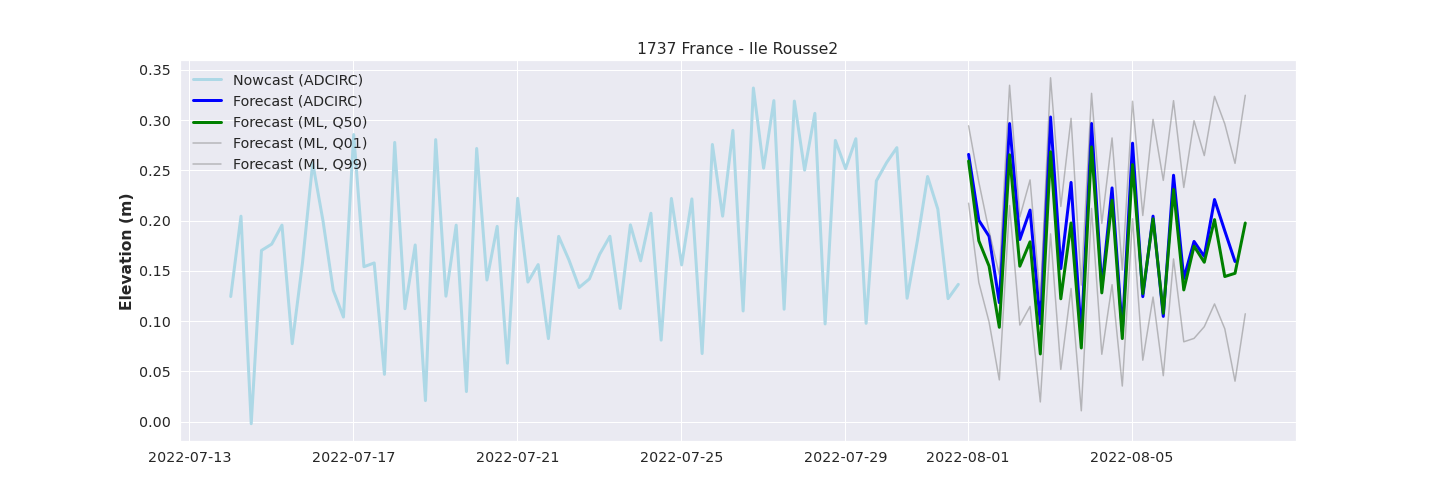 1737 France - Ile Rousse2
0.35
0.30
0.25
0.20
0.15
0.10
0.05
0.00
Elevation (m)
Nowcast (ADCIRC)
Forecast (ADCIRC)
Forecast (ML, Q50)
Forecast (ML, Q01)
Forecast (ML, Q99)
2022-07-13 2022-07-17 2022-07-21 2022-07-25 2022-07-29 2022-08-01 2022-08-05